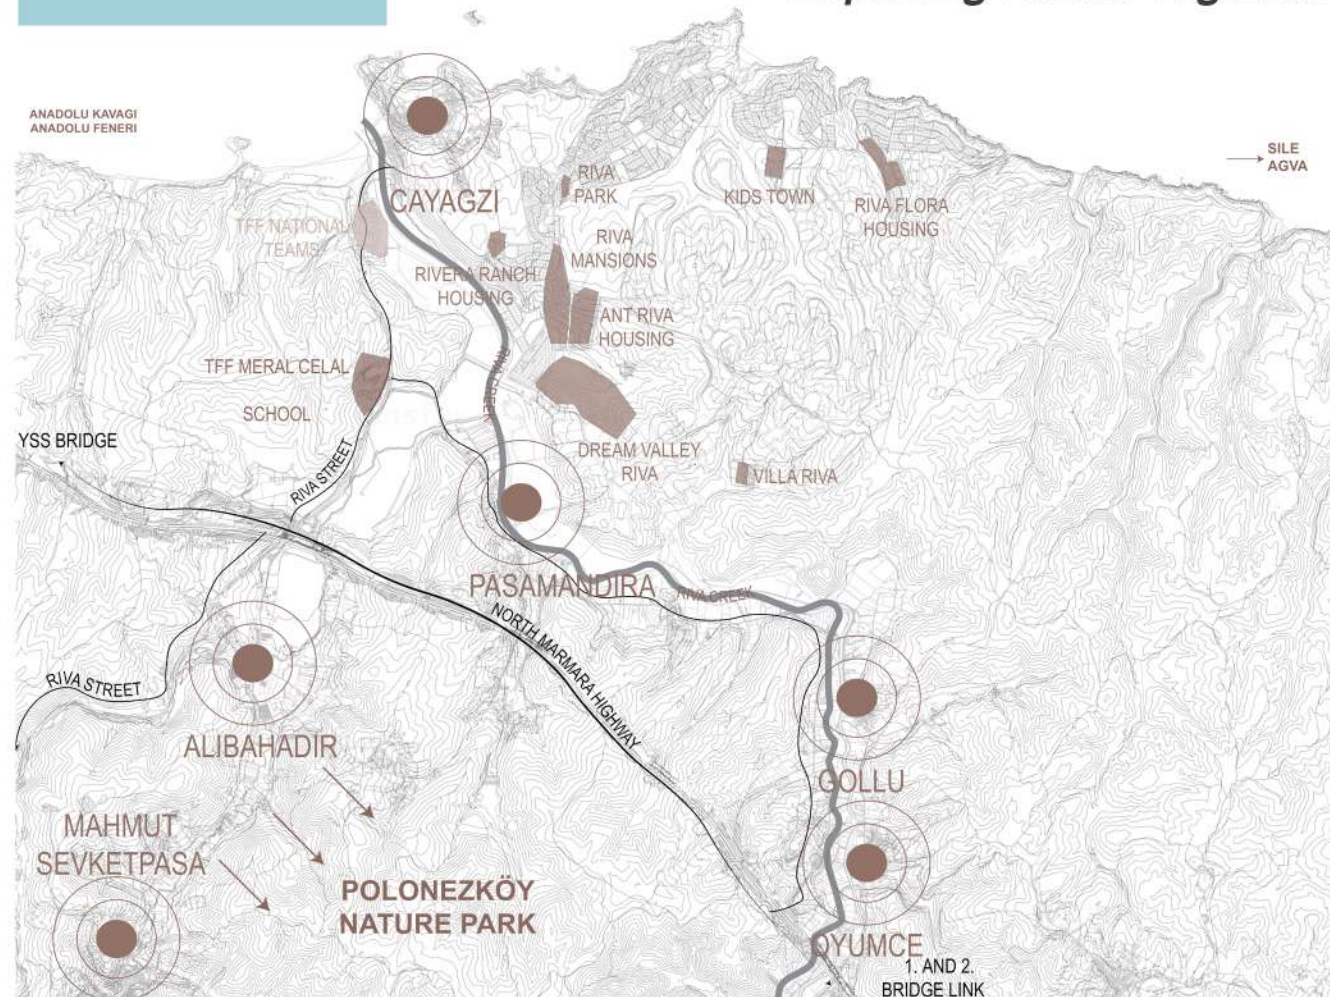 ANADOLU KAVAGI
ANADOLU FENERI
SILE
AGVA
CAYAGZI
RIVA
PARK
KIDS TOWN
RIVA FLORA
HOUSING
TFF NATIONAL
TEAMS
RIVA
MANSIONS
RIVERA RANCH
HOUSING
ANT RIVA
HOUSING
TFF MERAL CELAL
SCHOOL
RIVA CREEK
YSS BRIDGE
RIVA STREET
DREAM VALLEY
RIVA
VILLA RIVA
PASAMANDIRA
RIVA CREEK
NORTH MARMARA HIGHWAY
RIVA STREET
ALIBAHADIR
GOLLU
MAHMUT
SEVKETPASA
POLONEZKÖY
NATURE PARK
OYUMCE
1. AND 2.
BRIDGE LINK